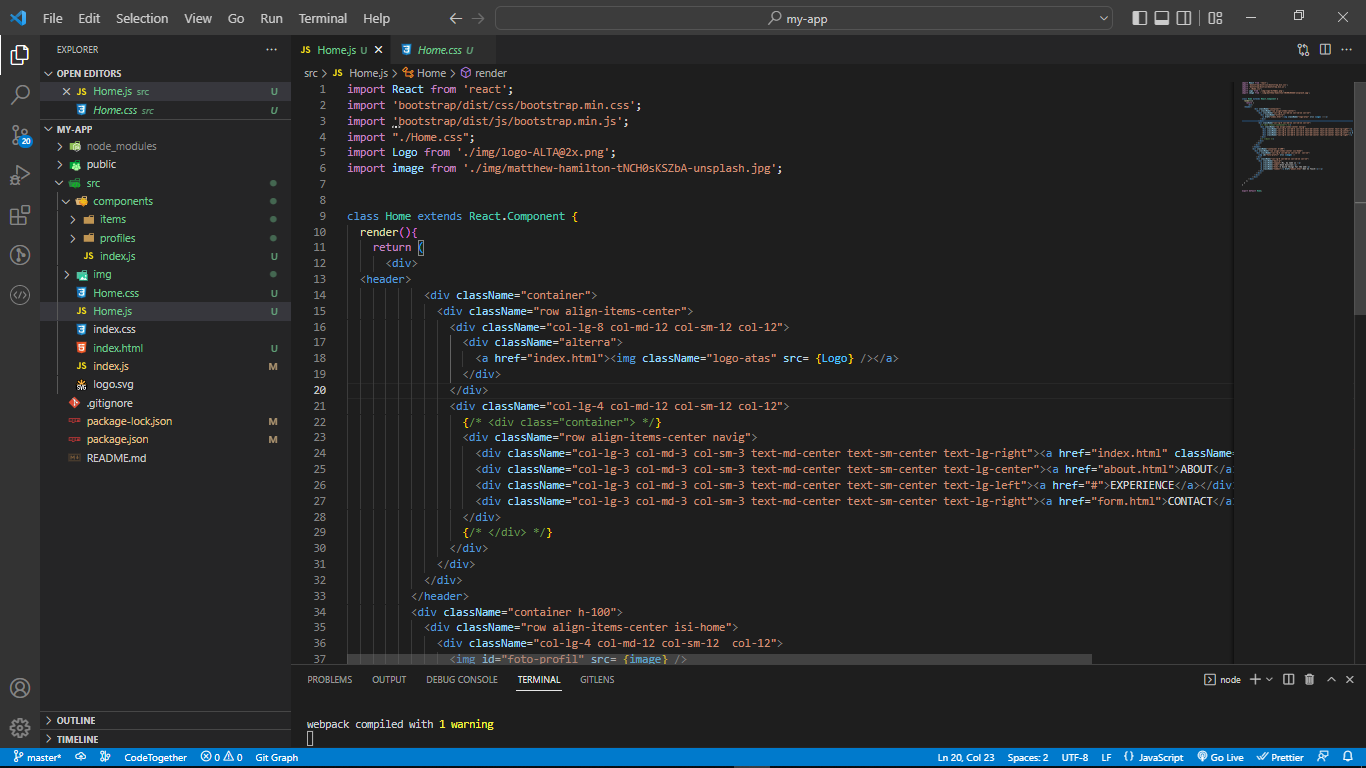 File Edit Selection View Go Run Terminal Help
my-app
EXPLORER
OPEN EDITORS
Home.js src U
Home.css src U
MY-APP
node_modules
public
src
components
items
profiles
JS index.js U
img
Home.css U
JS Home.js U
index.css
index.html U
JS index.js M
logo.svg
.gitignore
package-lock.json M
package.json M
README.md
OUTLINE
TIMELINE
20
JS Home.js U
Home.css U
src > JS Home.js > Home > render
1 import React from 'react';
2 import 'bootstrap/dist/css/bootstrap.min.css';
3 import 'bootstrap/dist/js/bootstrap.min.js';
4 import "./Home.css";
5 import Logo from './img/logo-ALTA@2x.png';
6 import image from './img/matthew-hamilton-tNCH0sKSZbA-unsplash.jpg';
7
8
9 class Home extends React.Component {
10 render(){
11 return (
12 <div>
13 <header>
14 <div className="container">
15 <div className="row align-items-center">
16 <div className="col-lg-8 col-md-12 col-sm-12 col-12">
17 <div className="alterra">
18 <a href="index.html"><img className="logo-atas" src= {Logo} /></a>
19 </div>
20 </div>
21 <div className="col-lg-4 col-md-12 col-sm-12 col-12">
22 {/* <div class="container"> */}
23 <div className="row align-items-center navig">
24 <div className="col-lg-3 col-md-3 col-sm-3 text-md-center text-sm-center text-lg-right"><a href="index.html" className=
25 <div className="col-lg-3 col-md-3 col-sm-3 text-md-center text-sm-center text-lg-center"><a href="about.html">ABOUT</a
26 <div className="col-lg-3 col-md-3 col-sm-3 text-md-center text-sm-center text-lg-left"><a href="#">EXPERIENCE</a></div
27 <div className="col-lg-3 col-md-3 col-sm-3 text-md-center text-sm-center text-lg-right"><a href="form.html">CONTACT</a
28 </div>
29 {/* </div> */}
30 </div>
31 </div>
32 </div>
33 </header>
34 <div className="container h-100">
35 <div className="row align-items-center isi-home">
36 <div className="col-lg-4 col-md-12 col-sm-12  col-12">
37 <img id="foto-profil" src= {image} />
PROBLEMS OUTPUT DEBUG CONSOLE TERMINAL GITLENS
node
webpack compiled with 1 warning
master* CodeTogether 0 0 Git Graph
Ln 20, Col 23 Spaces: 2 UTF-8 LF {} JavaScript Go Live Prettier